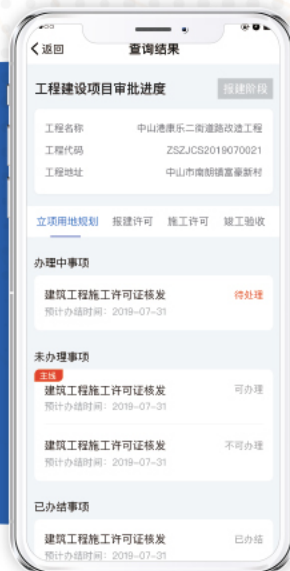 返回
查询结果
工程建设项目审批进度
报建阶段
工程名称 中山港康乐二街道路改造工程
工程代码 ZSZJCS2019070021
工程地址 中山市南朗镇富豪新村
立项用地规划 报建许可 施工许可 竣工验收
办理中事项
建筑工程施工许可证核发 待处理
预计办结时间：2019-07-31
未办理事项
主线
建筑工程施工许可证核发 可办理
预计办结时间：2019-07-31
建筑工程施工许可证核发 不可办理
预计办结时间：2019-07-31
已办结事项
建筑工程施工许可证核发 已办结
预计办结时间：2019-07-31